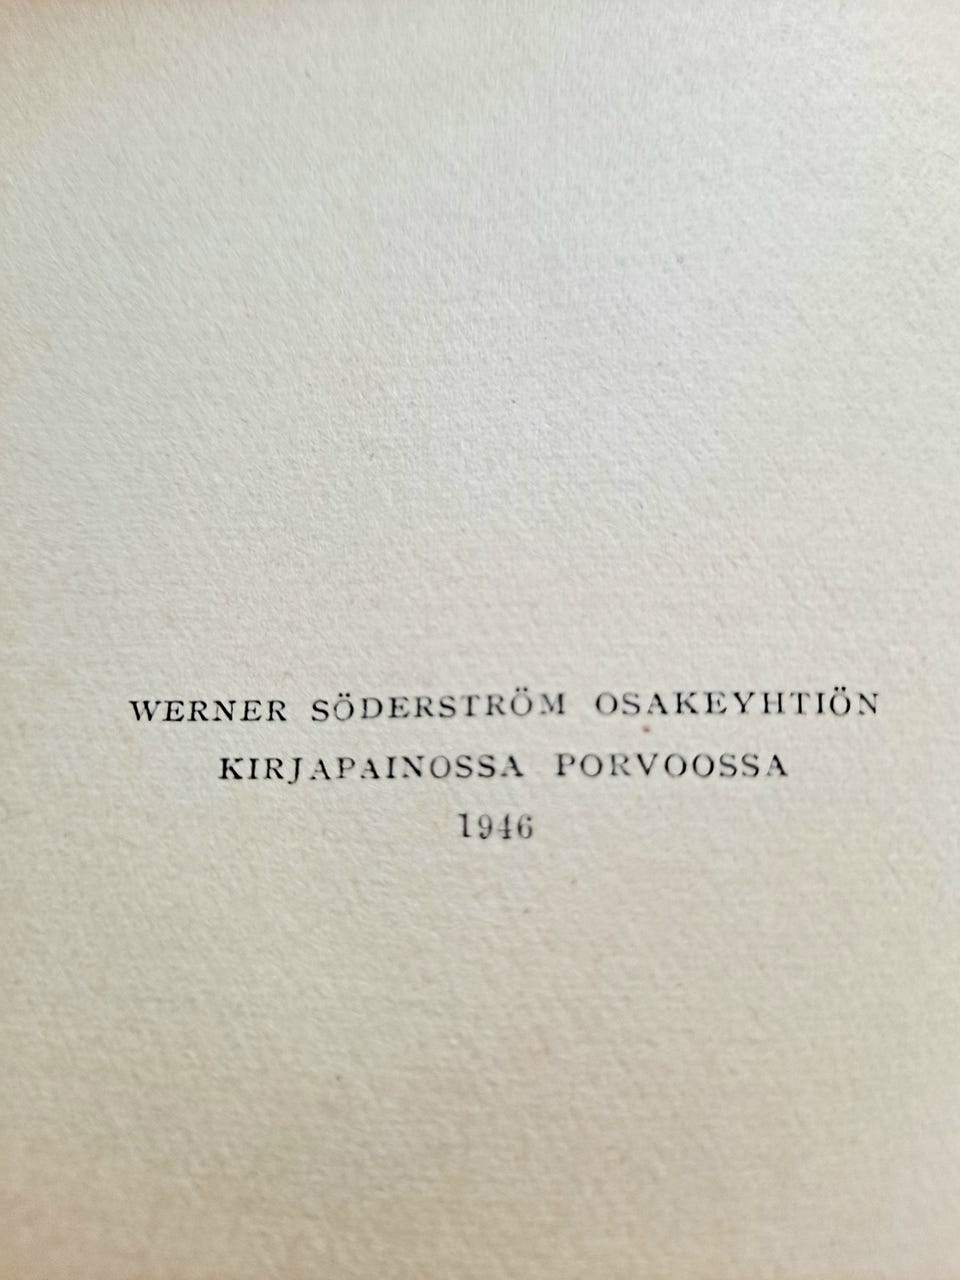 WERNER SÖDERSTRÖM OSAKEYHTIÖN
KIRJAPAINOSSA PORVOOSSA
1946